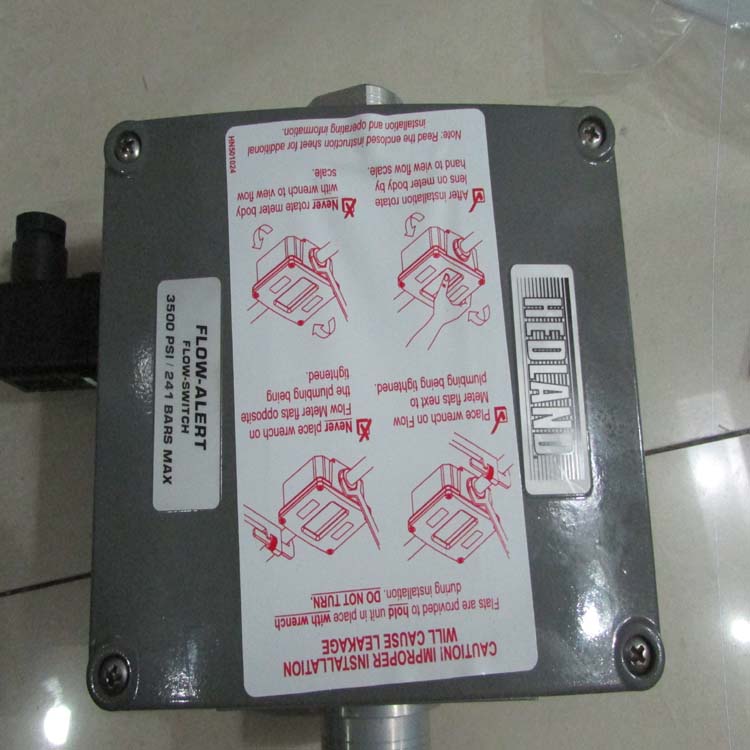 CAUTION! IMPROPER INSTALLATION
WILL CAUSE LEAKAGE
Flats are provided to hold unit in place with wrench
during installation. DO NOT TURN.
Place wrench on Flow
Meter flats next to
plumbing being tightened.
Never place wrench on
Flow Meter flats opposite
the plumbing being
tightened.
After installation rotate
lens on meter body by
hand to view flow scale.
Never rotate meter body
with wrench to view flow
scale.
Note: Read the enclosed instruction sheet for additional
installation and operating information.
HN501024
HEDLAND
FLOW-ALERT
FLOW-SWITCH
3500 PSI / 241 BARS MAX